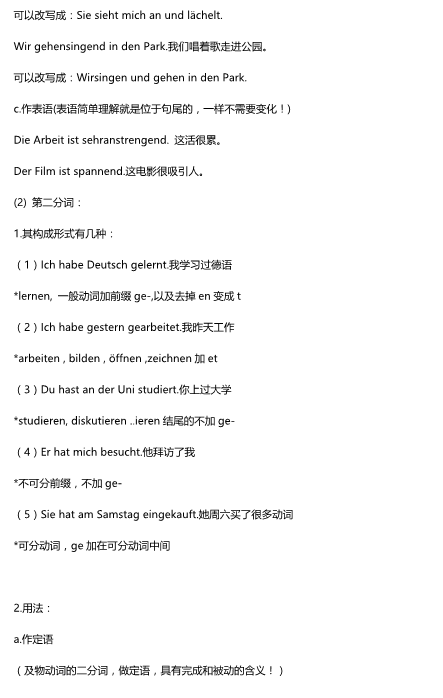 可以改写成：Sie sieht mich an und lächelt.
Wir gehensingend in den Park.我们唱着歌走进公园。
可以改写成：Wirsingen und gehen in den Park.
c.作表语(表语简单理解就是位于句尾的，一样不需要变化！)
Die Arbeit ist sehranstrengend. 这活很累。
Der Film ist spannend.这电影很吸引人。
(2) 第二分词：
1.其构成形式有几种：
（1）Ich habe Deutsch gelernt.我学习过德语
*lernen, 一般动词加前缀 ge-,以及去掉 en 变成 t
（2）Ich habe gestern gearbeitet.我昨天工作
*arbeiten , bilden , öffnen ,zeichnen 加 et
（3）Du hast an der Uni studiert.你上过大学
*studieren, diskutieren ..ieren 结尾的不加 ge-
（4）Er hat mich besucht.他拜访了我
*不可分前缀，不加 ge-
（5）Sie hat am Samstag eingekauft.她周六买了很多动词
*可分动词，ge 加在可分动词中间
2.用法：
a.作定语
（及物动词的二分词，做定语，具有完成和被动的含义！）